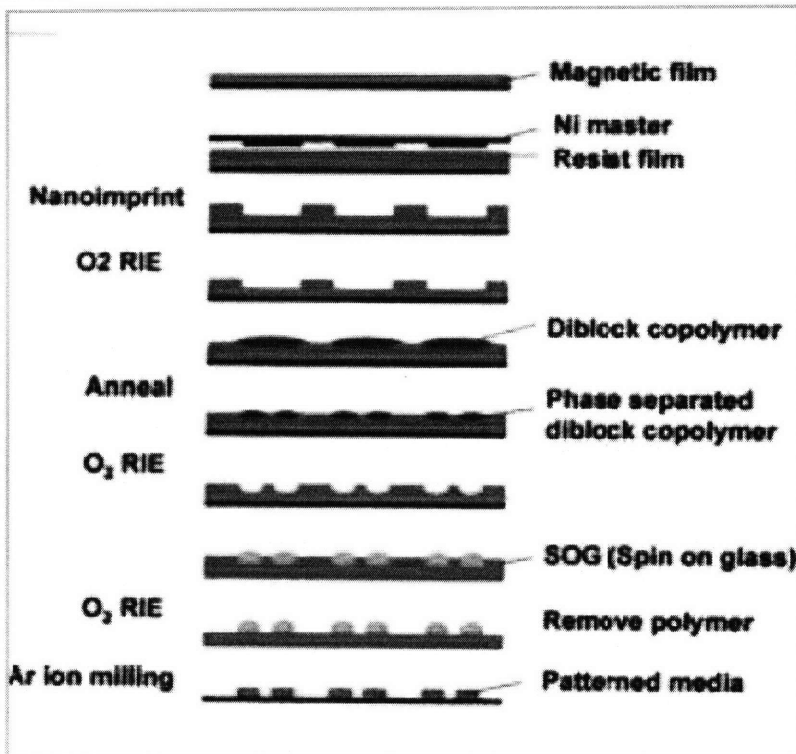 Magnetic film
Ni master
Resist film
Nanoimprint
O2 RIE
Diblock copolymer
Anneal
Phase separated
diblock copolymer
O₃ RIE
SOG (Spin on glass)
O₂ RIE
Remove polymer
Ar ion milling
Patterned media